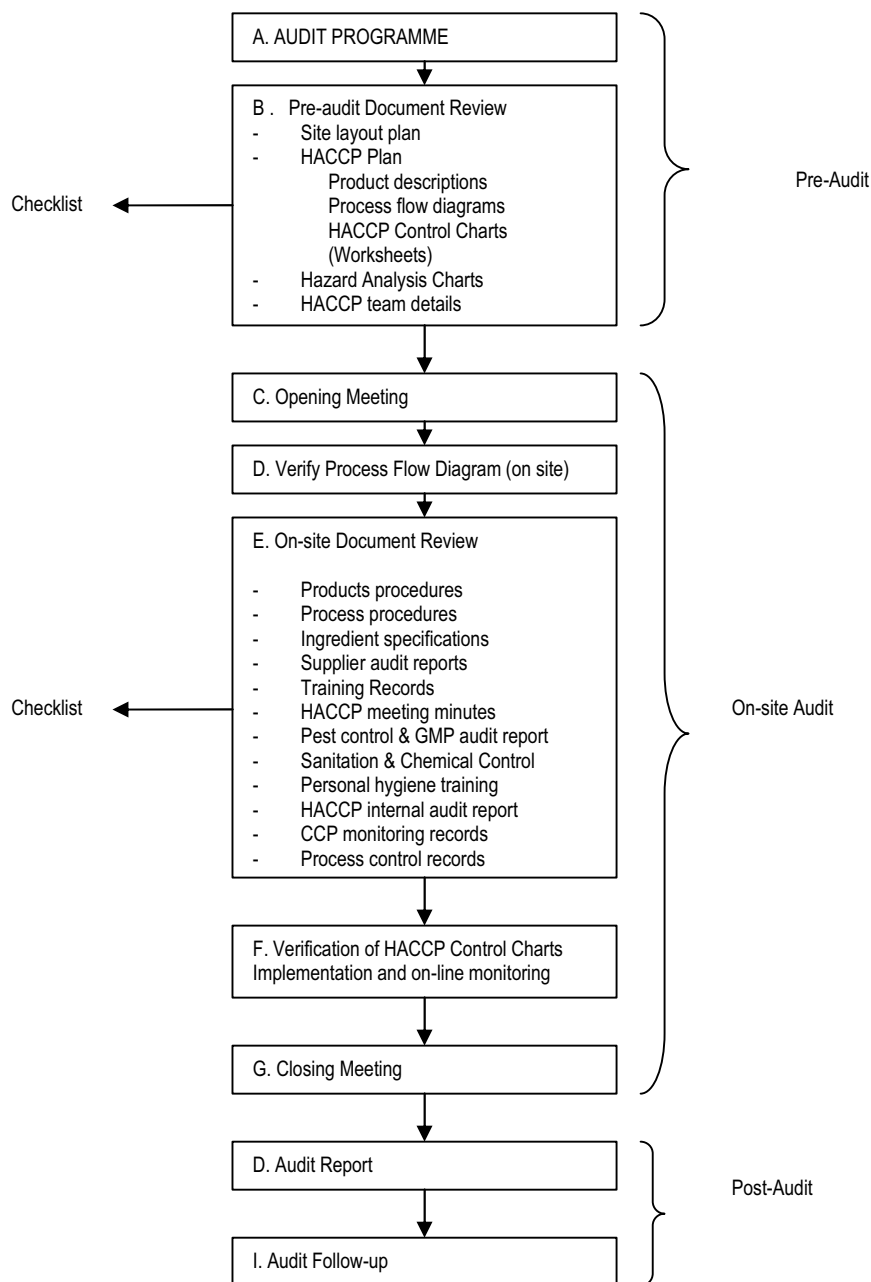 A. AUDIT PROGRAMME
B . Pre-audit Document Review
- Site layout plan
- HACCP Plan
Product descriptions
Process flow diagrams
HACCP Control Charts
(Worksheets)
- Hazard Analysis Charts
- HACCP team details
Checklist
Pre-Audit
C. Opening Meeting
D. Verify Process Flow Diagram (on site)
E. On-site Document Review
- Products procedures
- Process procedures
- Ingredient specifications
- Supplier audit reports
- Training Records
- HACCP meeting minutes
- Pest control & GMP audit report
- Sanitation & Chemical Control
- Personal hygiene training
- HACCP internal audit report
- CCP monitoring records
- Process control records
Checklist
On-site Audit
F. Verification of HACCP Control Charts
Implementation and on-line monitoring
G. Closing Meeting
D. Audit Report
Post-Audit
I. Audit Follow-up